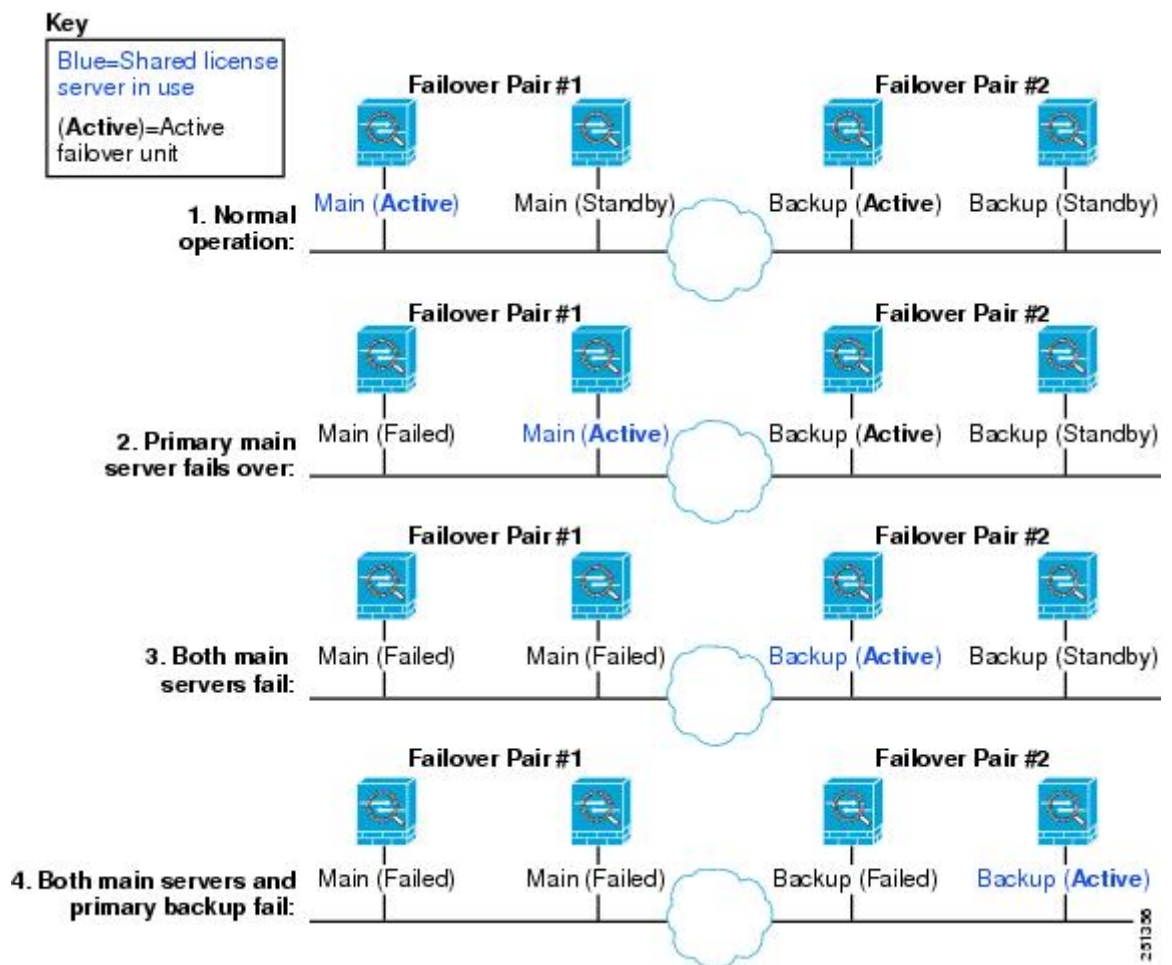 Key
Blue=Shared license
server in use
(Active)=Active
failover unit
Failover Pair #1
Failover Pair #2
1. Normal
operation:
Main (Active)
Main (Standby)
Backup (Active)
Backup (Standby)
Failover Pair #1
Failover Pair #2
2. Primary main
server fails over:
Main (Failed)
Main (Active)
Backup (Active)
Backup (Standby)
Failover Pair #1
Failover Pair #2
3. Both main
servers fail:
Main (Failed)
Main (Failed)
Backup (Active)
Backup (Standby)
Failover Pair #1
Failover Pair #2
4. Both main servers and
primary backup fail:
Main (Failed)
Main (Failed)
Backup (Failed)
Backup (Active)
251356